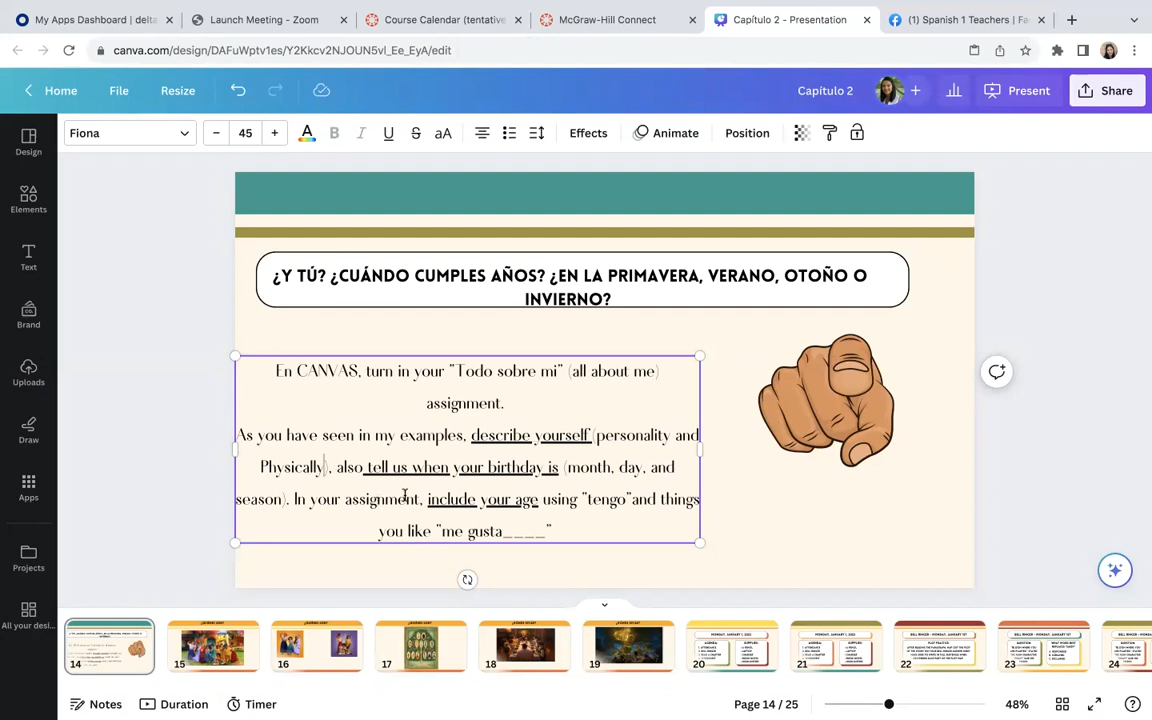 My Apps Dashboard | delta
Launch Meeting - Zoom
Course Calendar (tentative
McGraw-Hill Connect
Capítulo 2 - Presentation
(1) Spanish 1 Teachers | Fa
canva.com/design/DAFuWptv1es/Y2Kkcv2NJOUN5vl_Ee_EyA/edit
Home
File
Resize
Capítulo 2
Present
Share
Fiona
45
A
B
I
U
S
aA
Effects
Animate
Position
Design
Elements
Text
Brand
Uploads
Draw
Apps
Projects
All your desi...
¿Y TÚ? ¿CUÁNDO CUMPLES AÑOS? ¿EN LA PRIMAVERA, VERANO, OTOÑO O
INVIERNO?
En CANVAS, turn in your "Todo sobre mi" (all about me)
assignment.
As you have seen in my examples, describe yourself (personality and
Physically), also tell us when your birthday is (month, day, and
season). In your assignment, include your age using "tengo"and things
you like "me gusta____"
14
15
16
17
18
19
20
21
22
23
24
MONDAY, JANUARY 1, 2022
Notes
Duration
Timer
Page 14 / 25
48%